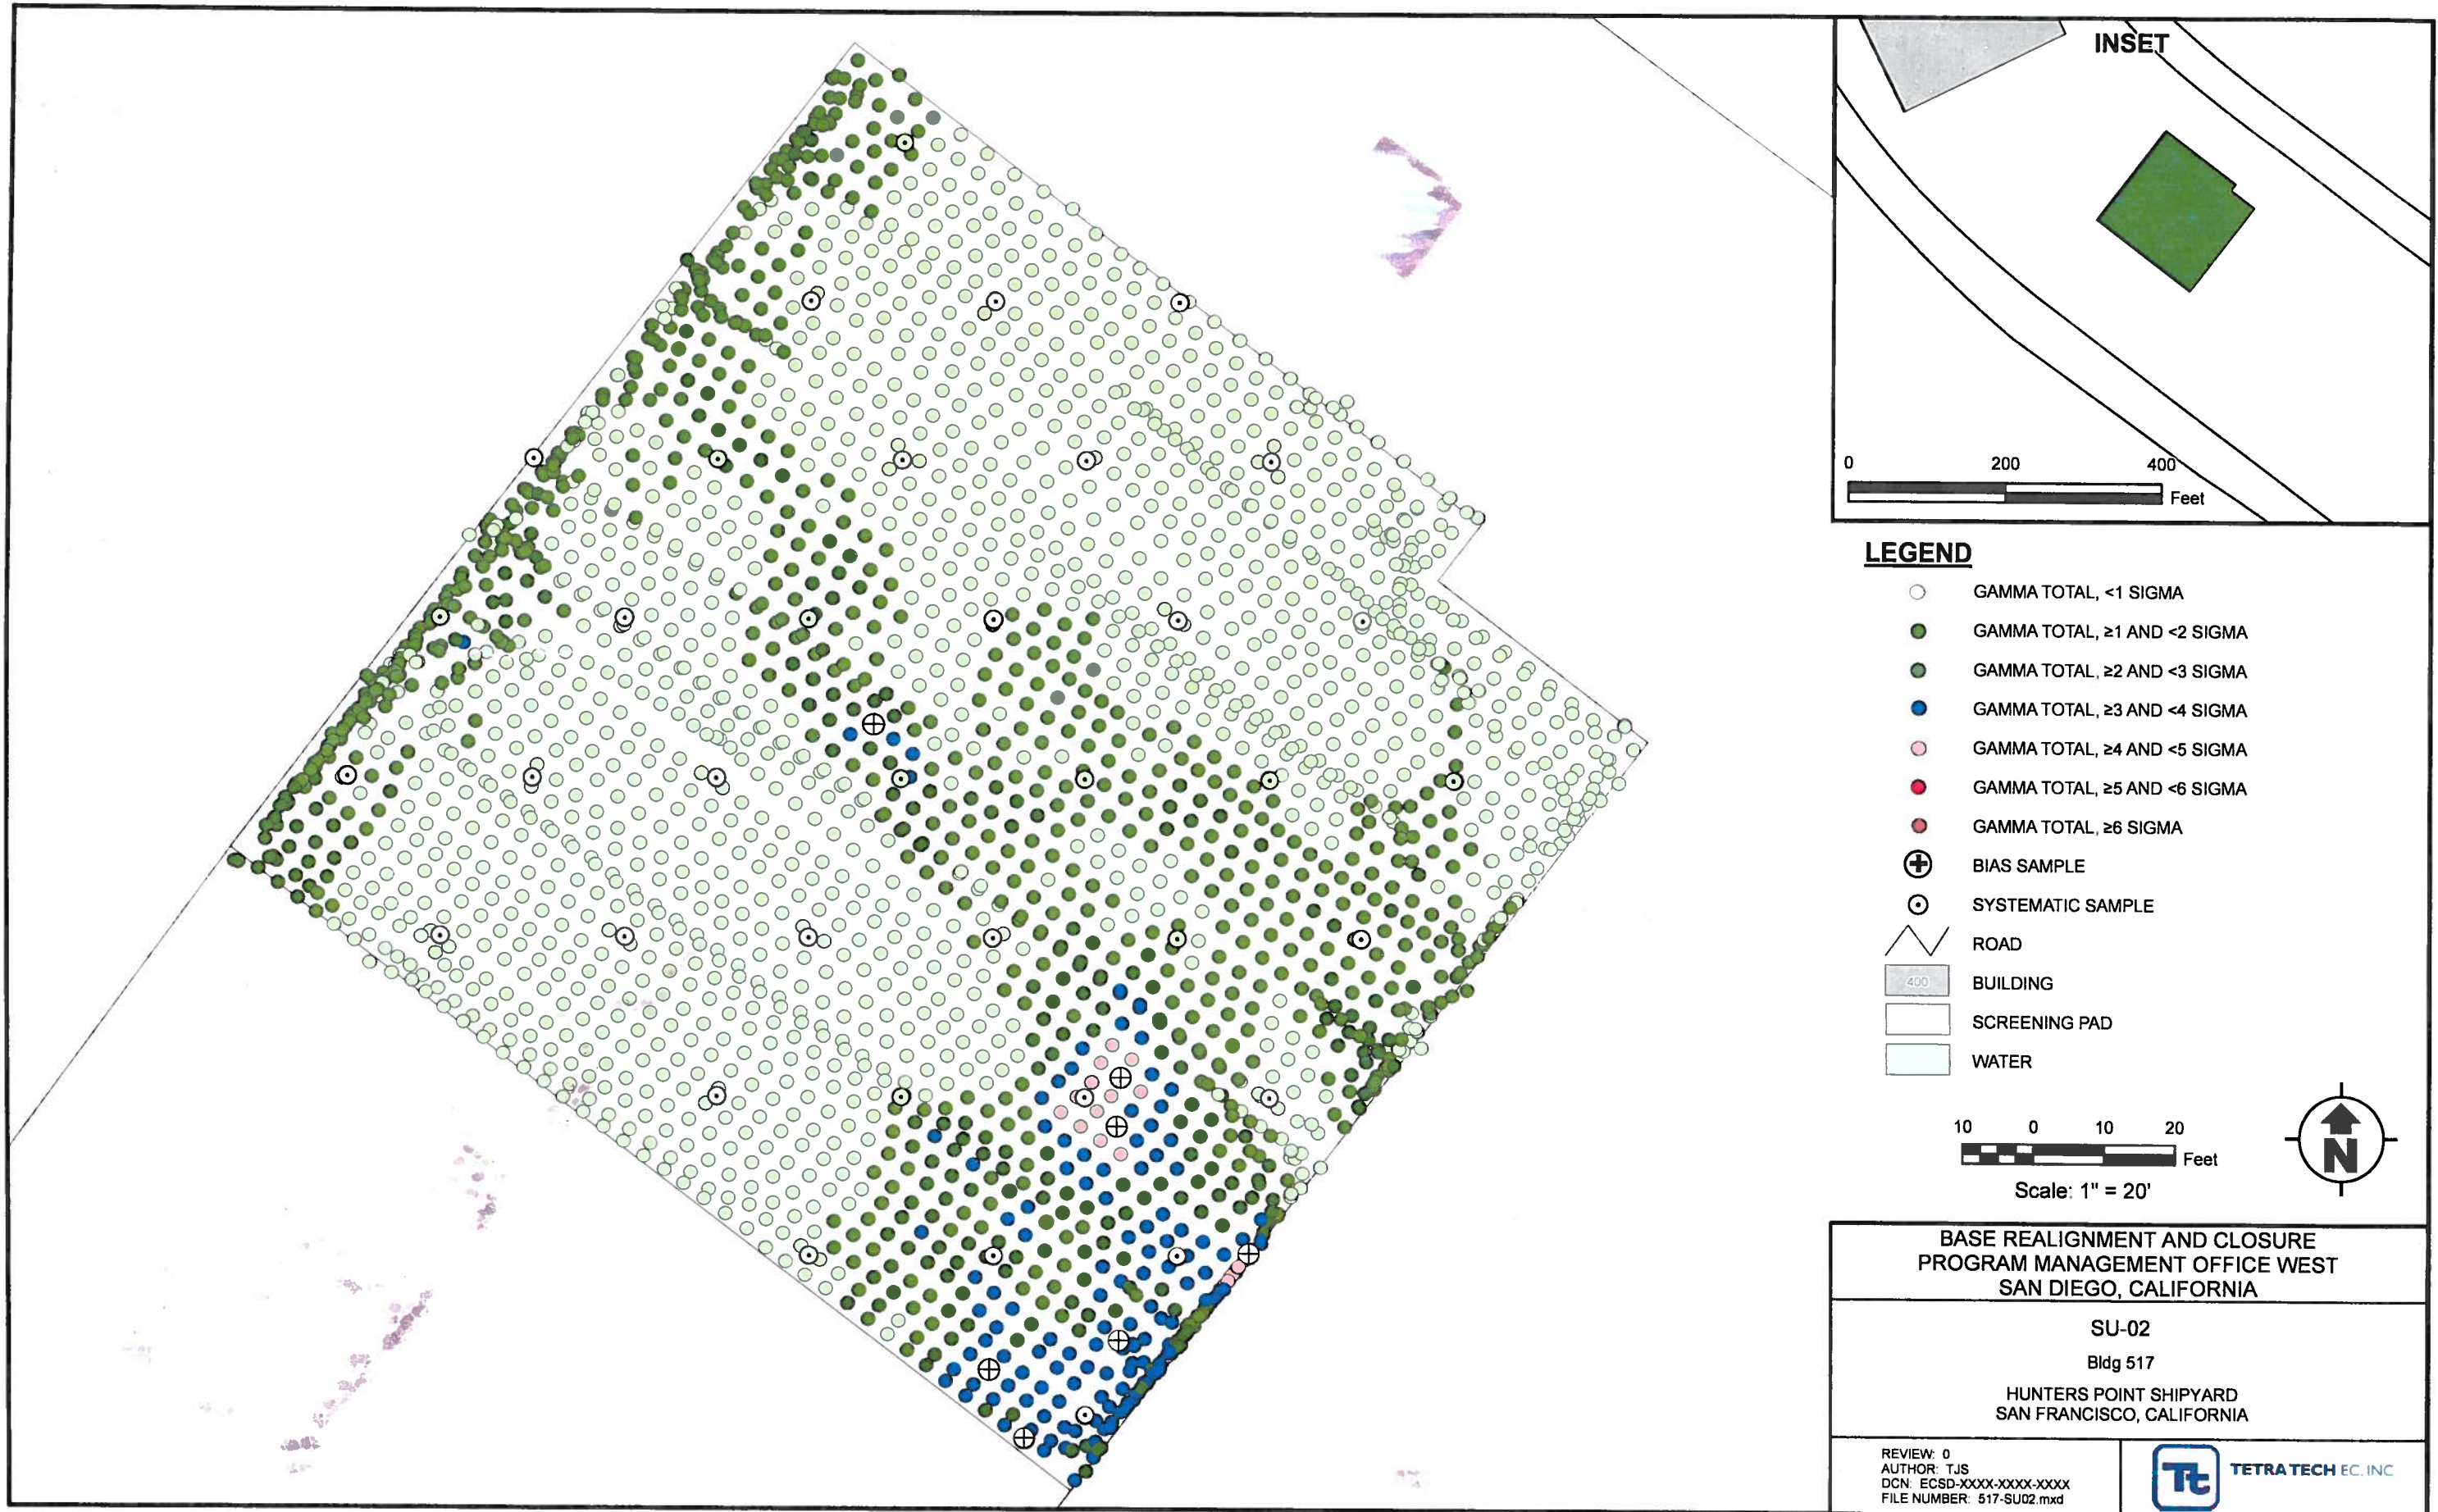 INSET
0 200 400
Feet
LEGEND
GAMMA TOTAL, <1 SIGMA
GAMMA TOTAL, ≥1 AND <2 SIGMA
GAMMA TOTAL, ≥2 AND <3 SIGMA
GAMMA TOTAL, ≥3 AND <4 SIGMA
GAMMA TOTAL, ≥4 AND <5 SIGMA
GAMMA TOTAL, ≥5 AND <6 SIGMA
GAMMA TOTAL, ≥6 SIGMA
BIAS SAMPLE
SYSTEMATIC SAMPLE
ROAD
400 BUILDING
SCREENING PAD
WATER
10 0 10 20
Feet
Scale: 1" = 20'
N
BASE REALIGNMENT AND CLOSURE
PROGRAM MANAGEMENT OFFICE WEST
SAN DIEGO, CALIFORNIA
SU-02
Bldg 517
HUNTERS POINT SHIPYARD
SAN FRANCISCO, CALIFORNIA
REVIEW: 0
AUTHOR: TJS
DCN: ECSD-XXXX-XXXX-XXXX
FILE NUMBER: 517-SU02.mxd
Tt TETRA TECH EC, INC